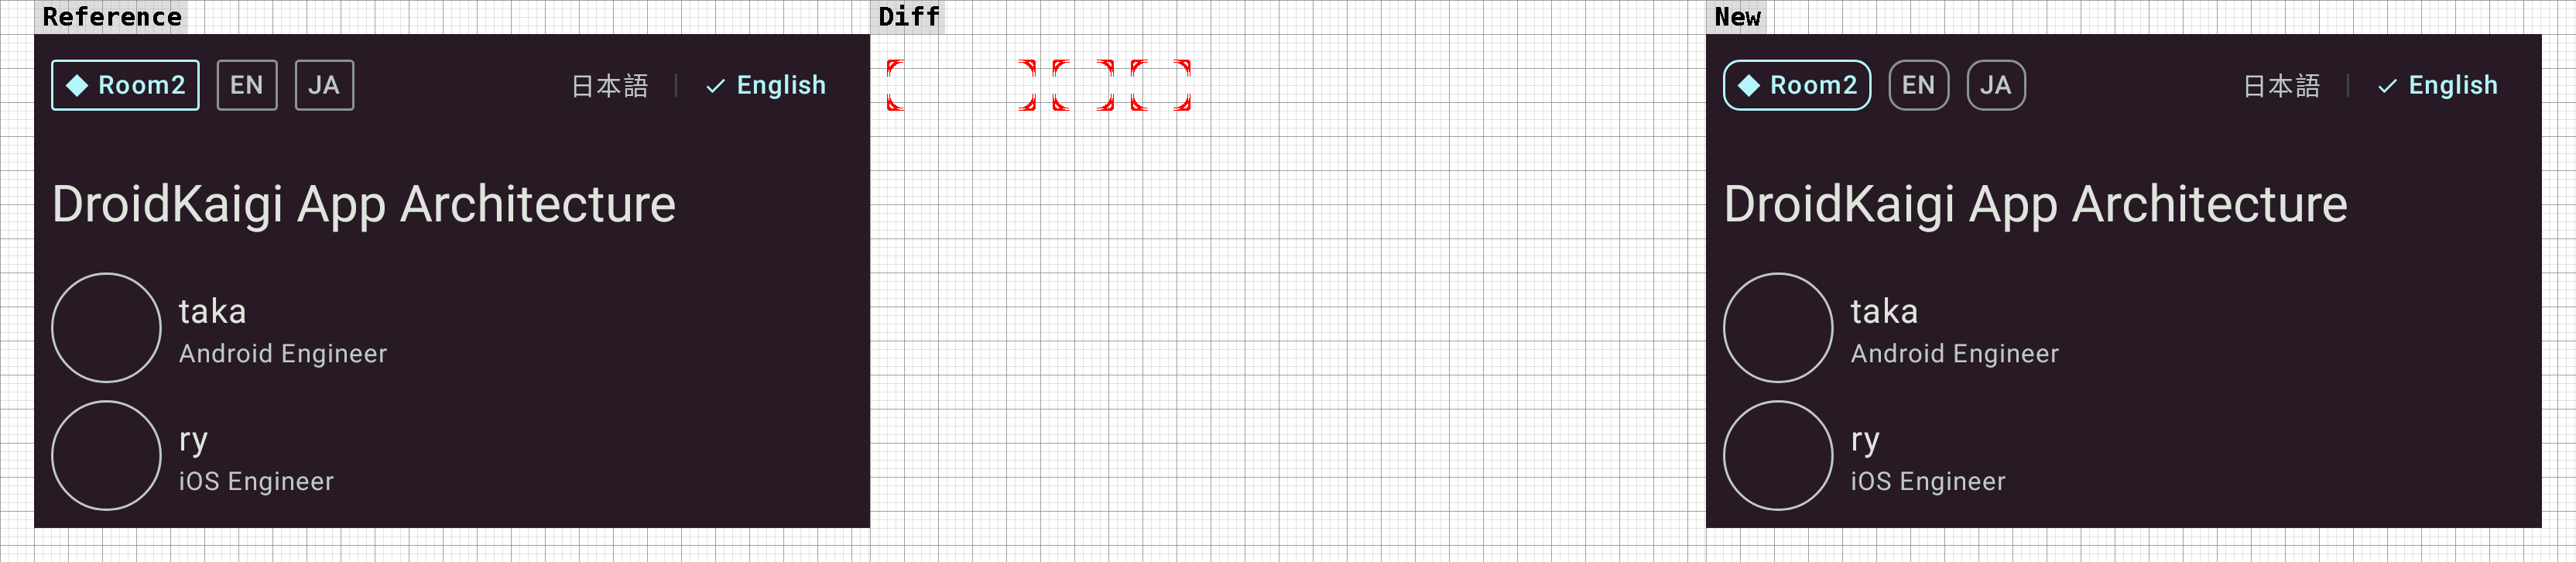 Reference
Diff
New
Room2 EN JA 日本語 | English
DroidKaigi App Architecture
taka
Android Engineer
ry
iOS Engineer
Room2 EN JA 日本語 | English
DroidKaigi App Architecture
taka
Android Engineer
ry
iOS Engineer